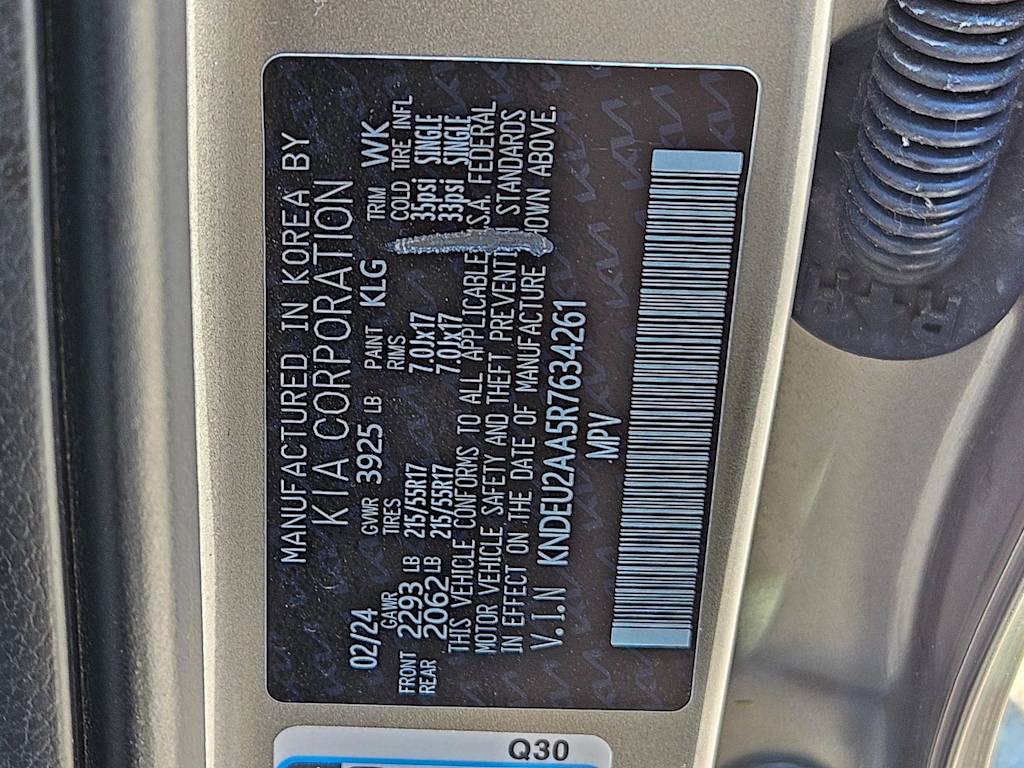 MANUFACTURED IN KOREA BY
KIA CORPORATION
02/24 GVWR 3925 LB PAINT KLG TRIM WK
GAWR TIRES RIMS COLD TIRE INFL
FRONT 2293 LB 215/55R17 7.0Jx17 35psi SINGLE
REAR 2062 LB 215/55R17 7.0Jx17 33psi SINGLE
THIS VEHICLE CONFORMS TO ALL APPLICABLE S.A. FEDERAL
MOTOR VEHICLE SAFETY AND THEFT PREVENTI N STANDARDS
IN EFFECT ON THE DATE OF MANUFACTURE HOWN ABOVE.
V.I.N KNDEU2AA5R7634261
MPV
Q30